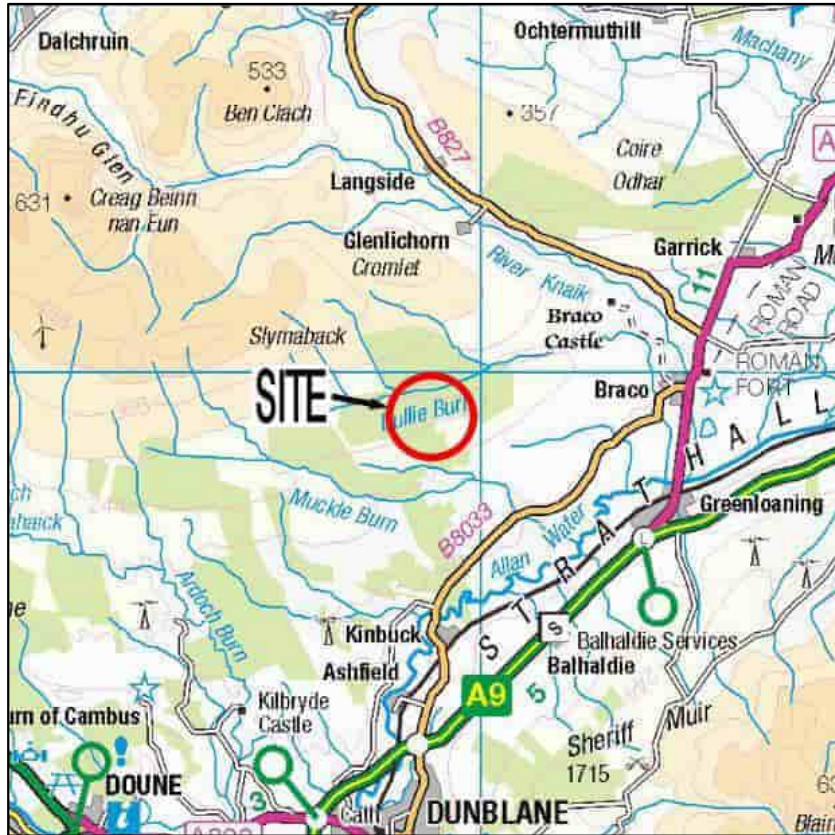 Dalchruin
Ochtermuthill
Machany
533
Ben Clach
Findhu Glen
B827
357
Coire
Odhar
A
631
Creag Beinn
nan Eun
Langside
Glenlichorn
Cromlet
Garrick
River Knaik
11
ROMAN
ROAD
Braco
Castle
Slymaback
ROMAN
FORT
SITE
Braco
STRATHALL
Muckle Burn
Greenloaning
B8033
Allan Water
Ardoch Burn
Kinbuck
Ashfield
S
Balhaldie Services
Balhaldie
A9
5
Kilbryde
Castle
urn of Cambus
Sheriff Muir
1715
DOUNE
3
DUNBLANE